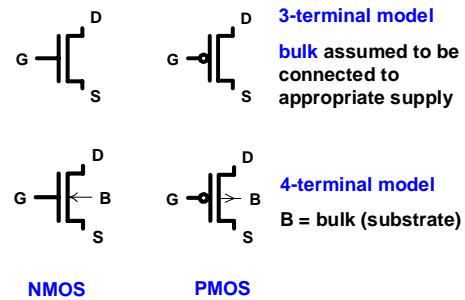 D D 3-terminal model
G G bulk assumed to be
connected to
S S appropriate supply
D D
G B G B 4-terminal model
B = bulk (substrate)
S S
NMOS PMOS